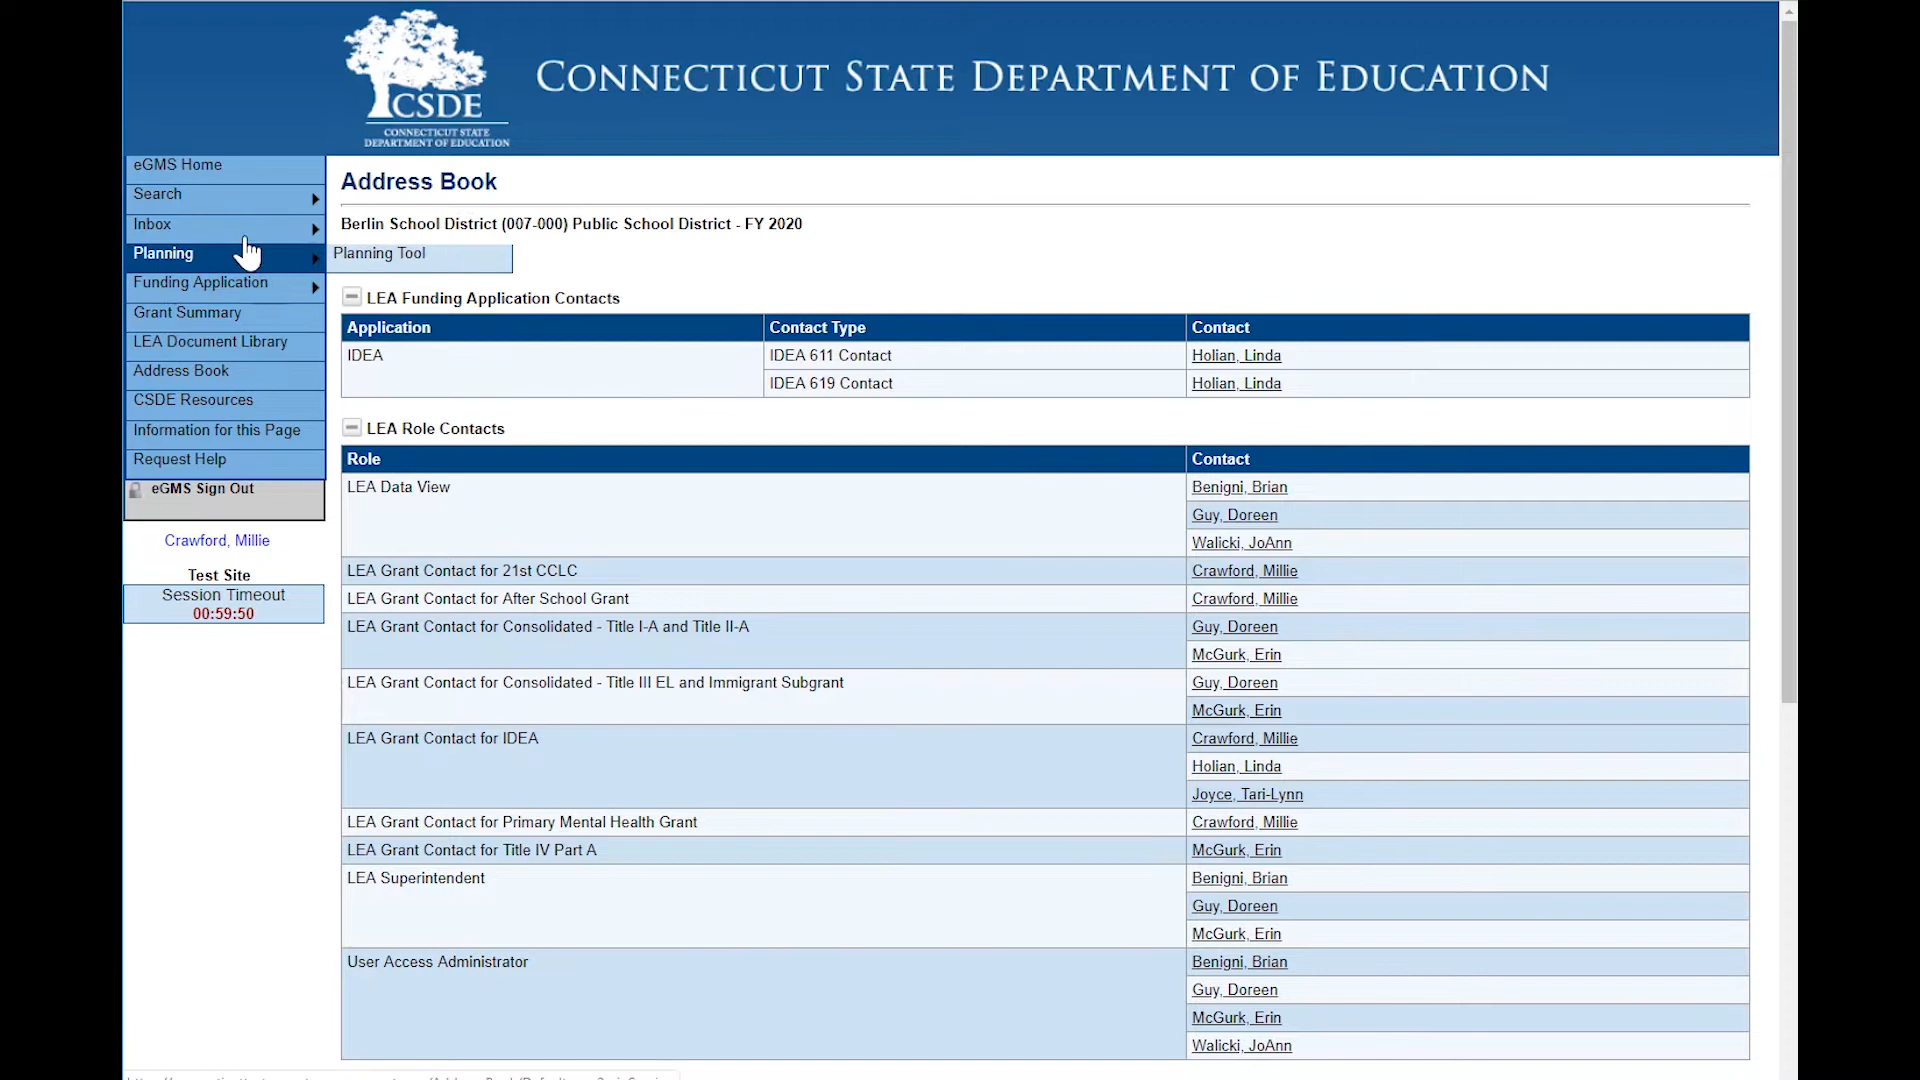 CSDE
CONNECTICUT STATE
DEPARTMENT OF EDUCATION
CONNECTICUT STATE DEPARTMENT OF EDUCATION
eGMS Home
Search
Inbox
Planning
Planning Tool
Funding Application
Grant Summary
LEA Document Library
Address Book
CSDE Resources
Information for this Page
Request Help
eGMS Sign Out
Crawford, Millie
Test Site
Session Timeout
00:59:50
Address Book
Berlin School District (007-000) Public School District - FY 2020
LEA Funding Application Contacts
Application Contact Type Contact
IDEA IDEA 611 Contact Holian, Linda
IDEA 619 Contact Holian, Linda
LEA Role Contacts
Role Contact
LEA Data View Benigni, Brian
Guy, Doreen
Walicki, JoAnn
LEA Grant Contact for 21st CCLC Crawford, Millie
LEA Grant Contact for After School Grant Crawford, Millie
LEA Grant Contact for Consolidated - Title I-A and Title II-A Guy, Doreen
McGurk, Erin
LEA Grant Contact for Consolidated - Title III EL and Immigrant Subgrant Guy, Doreen
McGurk, Erin
LEA Grant Contact for IDEA Crawford, Millie
Holian, Linda
Joyce, Tari-Lynn
LEA Grant Contact for Primary Mental Health Grant Crawford, Millie
LEA Grant Contact for Title IV Part A McGurk, Erin
LEA Superintendent Benigni, Brian
Guy, Doreen
McGurk, Erin
User Access Administrator Benigni, Brian
Guy, Doreen
McGurk, Erin
Walicki, JoAnn